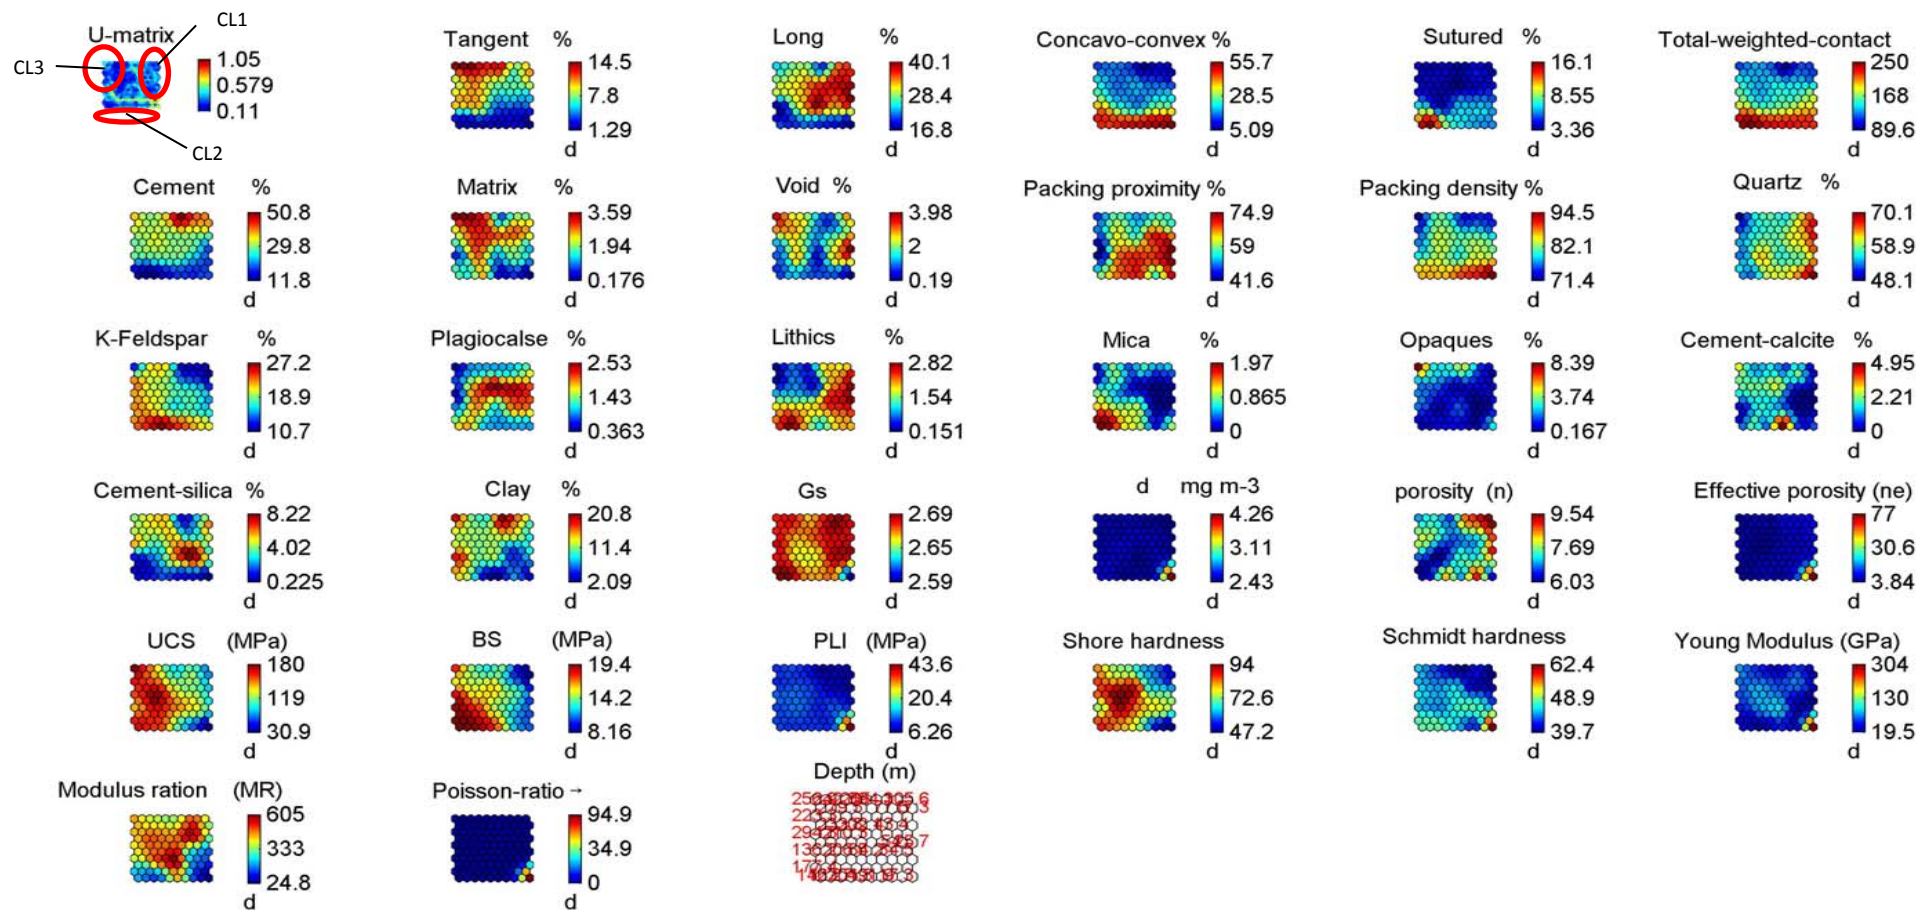 CL1
U-matrix
CL3
1.05
0.579
0.11
CL2
Tangent %
14.5
7.8
1.29
d
Long %
40.1
28.4
16.8
d
Concavo-convex %
55.7
28.5
5.09
d
Sutured %
16.1
8.55
3.36
d
Total-weighted-contact
250
168
89.6
d
Cement %
50.8
29.8
11.8
d
Matrix %
3.59
1.94
0.176
d
Void %
3.98
2
0.19
d
Packing proximity %
74.9
59
41.6
d
Packing density %
94.5
82.1
71.4
d
Quartz %
70.1
58.9
48.1
d
K-Feldspar %
27.2
18.9
10.7
d
Plagiocalse %
2.53
1.43
0.363
d
Lithics %
2.82
1.54
0.151
d
Mica %
1.97
0.865
0
d
Opaques %
8.39
3.74
0.167
d
Cement-calcite %
4.95
2.21
0
d
Cement-silica %
8.22
4.02
0.225
d
Clay %
20.8
11.4
2.09
d
Gs
2.69
2.65
2.59
d
d mg m-3
4.26
3.11
2.43
d
porosity (n)
9.54
7.69
6.03
d
Effective porosity (ne)
77
30.6
3.84
d
UCS (MPa)
180
119
30.9
d
BS (MPa)
19.4
14.2
8.16
d
PLI (MPa)
43.6
20.4
6.26
d
Shore hardness
94
72.6
47.2
d
Schmidt hardness
62.4
48.9
39.7
d
Young Modulus (GPa)
304
130
19.5
d
Modulus ration (MR)
605
333
24.8
d
Poisson-ratio →
94.9
34.9
0
d
Depth (m)